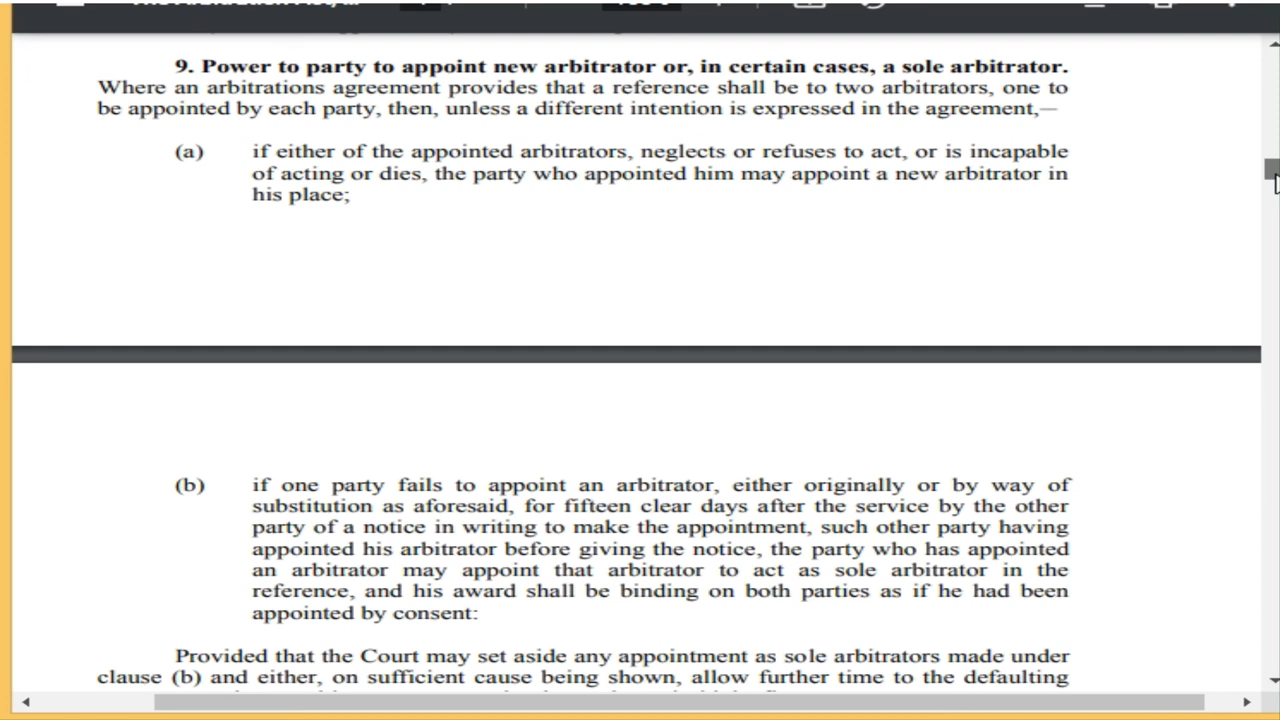 9. Power to party to appoint new arbitrator or, in certain cases, a sole arbitrator.
Where an arbitrations agreement provides that a reference shall be to two arbitrators, one to
be appointed by each party, then, unless a different intention is expressed in the agreement,—
(a) if either of the appointed arbitrators, neglects or refuses to act, or is incapable
of acting or dies, the party who appointed him may appoint a new arbitrator in
his place;
(b) if one party fails to appoint an arbitrator, either originally or by way of
substitution as aforesaid, for fifteen clear days after the service by the other
party of a notice in writing to make the appointment, such other party having
appointed his arbitrator before giving the notice, the party who has appointed
an arbitrator may appoint that arbitrator to act as sole arbitrator in the
reference, and his award shall be binding on both parties as if he had been
appointed by consent:
Provided that the Court may set aside any appointment as sole arbitrators made under
clause (b) and either, on sufficient cause being shown, allow further time to the defaulting